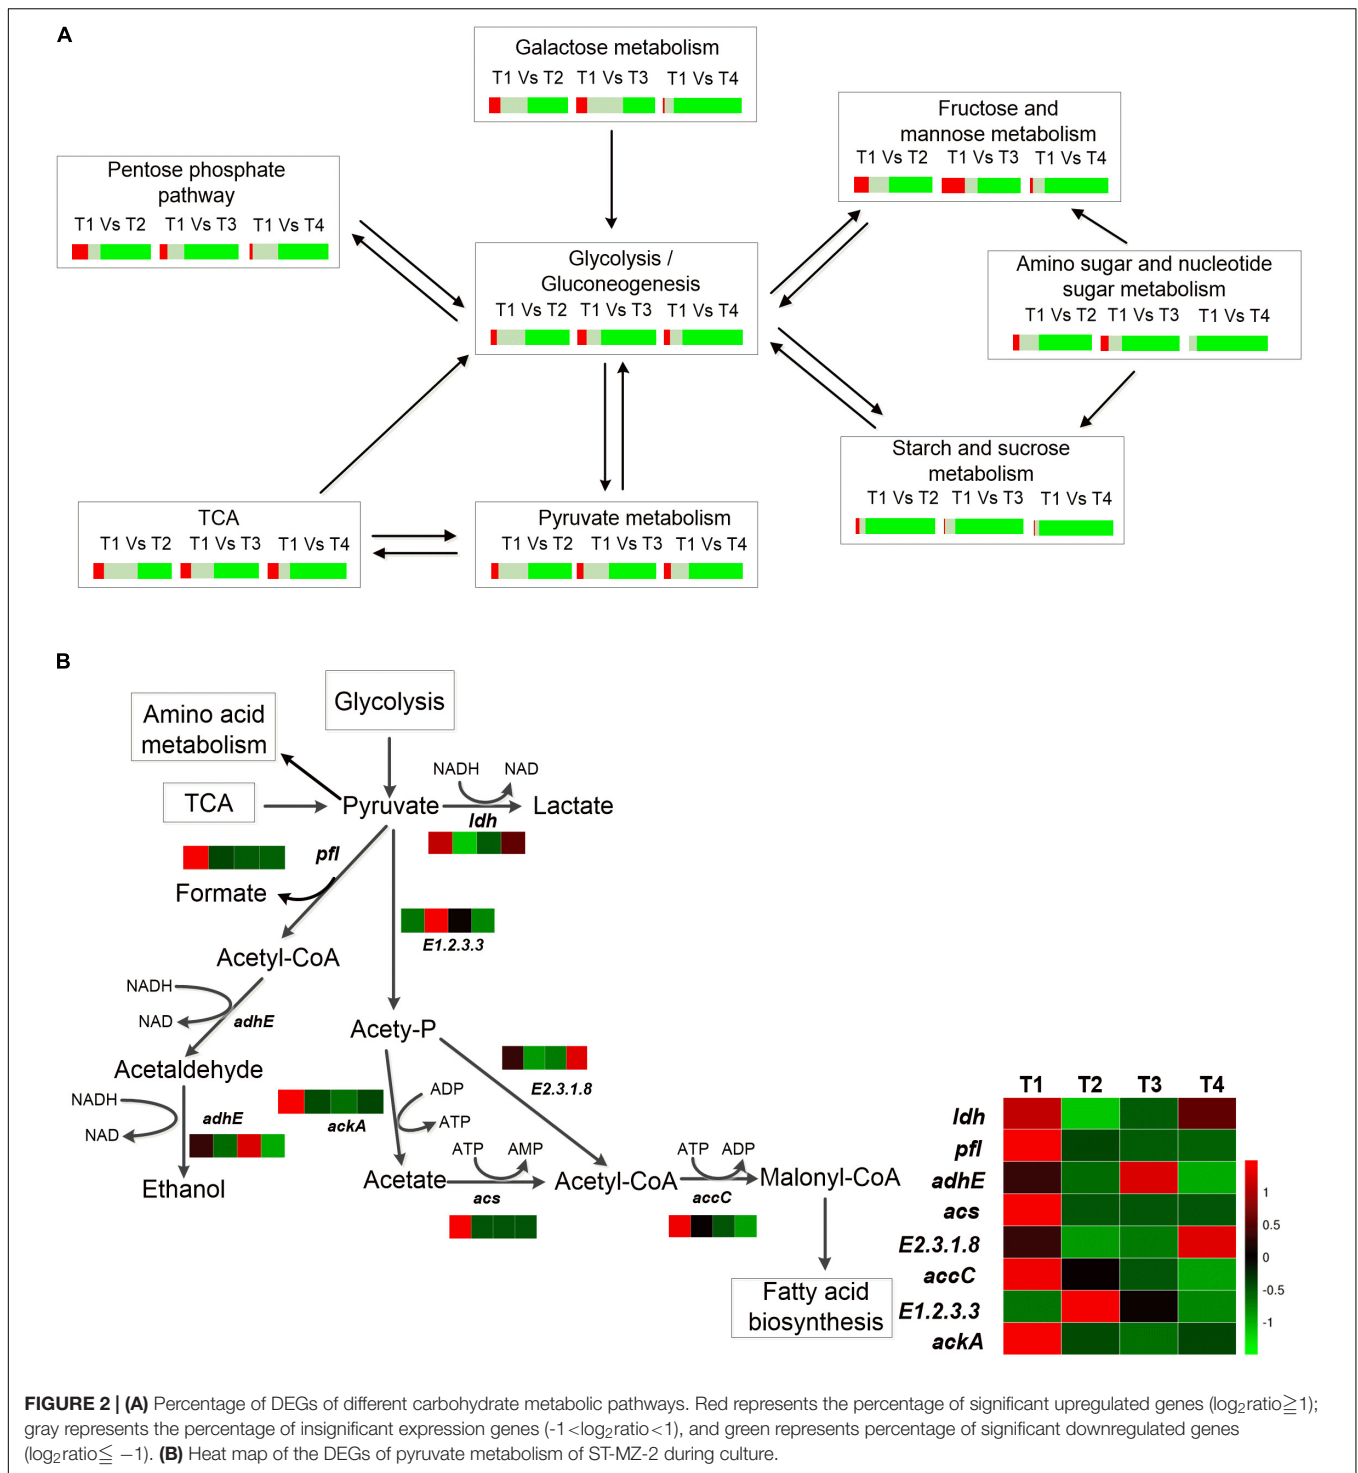 A
Galactose metabolism
T1 Vs T2 T1 Vs T3 T1 Vs T4
Fructose and
mannose metabolism
T1 Vs T2 T1 Vs T3 T1 Vs T4
Pentose phosphate
pathway
T1 Vs T2 T1 Vs T3 T1 Vs T4
Glycolysis /
Gluconeogenesis
T1 Vs T2 T1 Vs T3 T1 Vs T4
Amino sugar and nucleotide
sugar metabolism
T1 Vs T2 T1 Vs T3 T1 Vs T4
Starch and sucrose
metabolism
T1 Vs T2 T1 Vs T3 T1 Vs T4
TCA
T1 Vs T2 T1 Vs T3 T1 Vs T4
Pyruvate metabolism
T1 Vs T2 T1 Vs T3 T1 Vs T4
B
Glycolysis
Amino acid
metabolism
TCA
Pyruvate
NADH NAD
Lactate
ldh
pfl
Formate
E1.2.3.3
Acetyl-CoA
NADH
NAD
adhE
Acety-P
Acetaldehyde
E2.3.1.8
NADH
NAD
adhE
ackA
ADP
ATP
Ethanol
Acetate
ATP AMP
acs
Acetyl-CoA
ATP ADP
accC
Malonyl-CoA
Fatty acid
biosynthesis
T1 T2 T3 T4
ldh
pfl
adhE
acs
E2.3.1.8
accC
E1.2.3.3
ackA
1
0.5
0
-0.5
-1
FIGURE 2 | (A) Percentage of DEGs of different carbohydrate metabolic pathways. Red represents the percentage of significant upregulated genes (log₂ratio≧1);
gray represents the percentage of insignificant expression genes (-1<log₂ratio<1), and green represents percentage of significant downregulated genes
(log₂ratio≦ −1). (B) Heat map of the DEGs of pyruvate metabolism of ST-MZ-2 during culture.